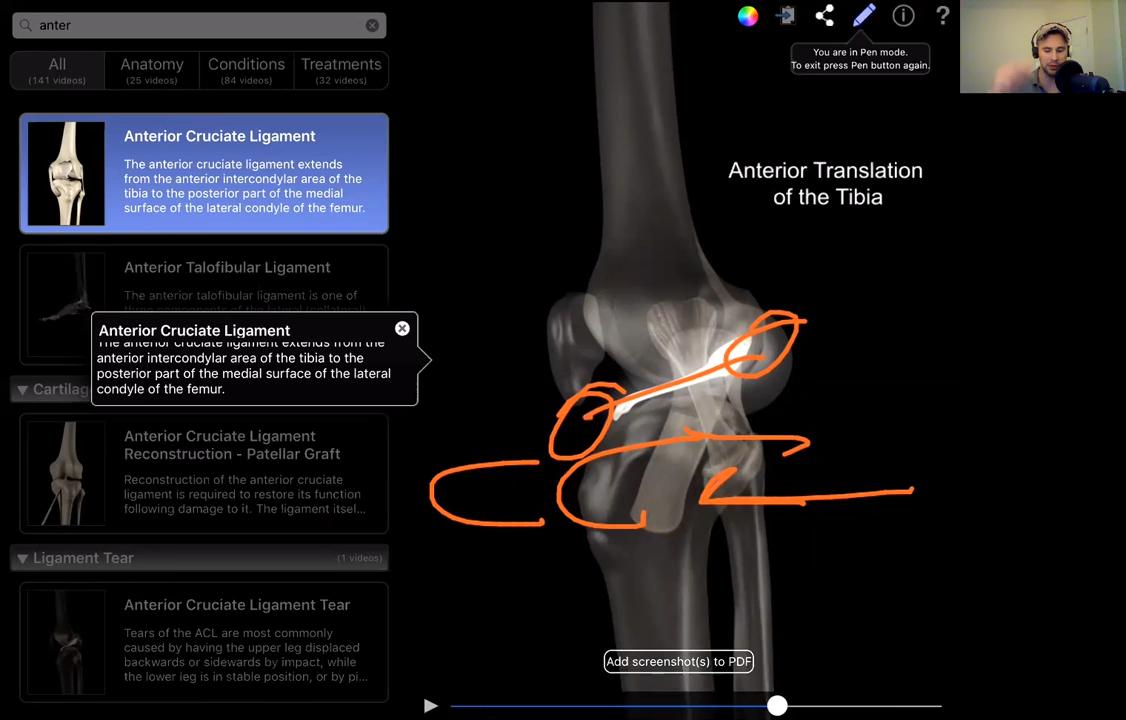 anter
All
(141 videos)
Anatomy
(25 videos)
Conditions
(84 videos)
Treatments
(32 videos)
Anterior Cruciate Ligament
The anterior cruciate ligament extends
from the anterior intercondylar area of the
tibia to the posterior part of the medial
surface of the lateral condyle of the femur.
Anterior Talofibular Ligament
The anterior talofibular ligament is one of
three components of the lateral (collateral)
Anterior Cruciate Ligament
The anterior cruciate ligament extends from the
anterior intercondylar area of the tibia to the
posterior part of the medial surface of the lateral
condyle of the femur.
Cartilag
Anterior Cruciate Ligament
Reconstruction - Patellar Graft
Reconstruction of the anterior cruciate
ligament is required to restore its function
following damage to it. The ligament itsel...
Ligament Tear
(1 videos)
Anterior Cruciate Ligament Tear
Tears of the ACL are most commonly
caused by having the upper leg displaced
backwards or sidewards by impact, while
the lower leg is in stable position, or by pi...
?
You are in Pen mode.
To exit press Pen button again.
Anterior Translation
of the Tibia
Add screenshot(s) to PDF